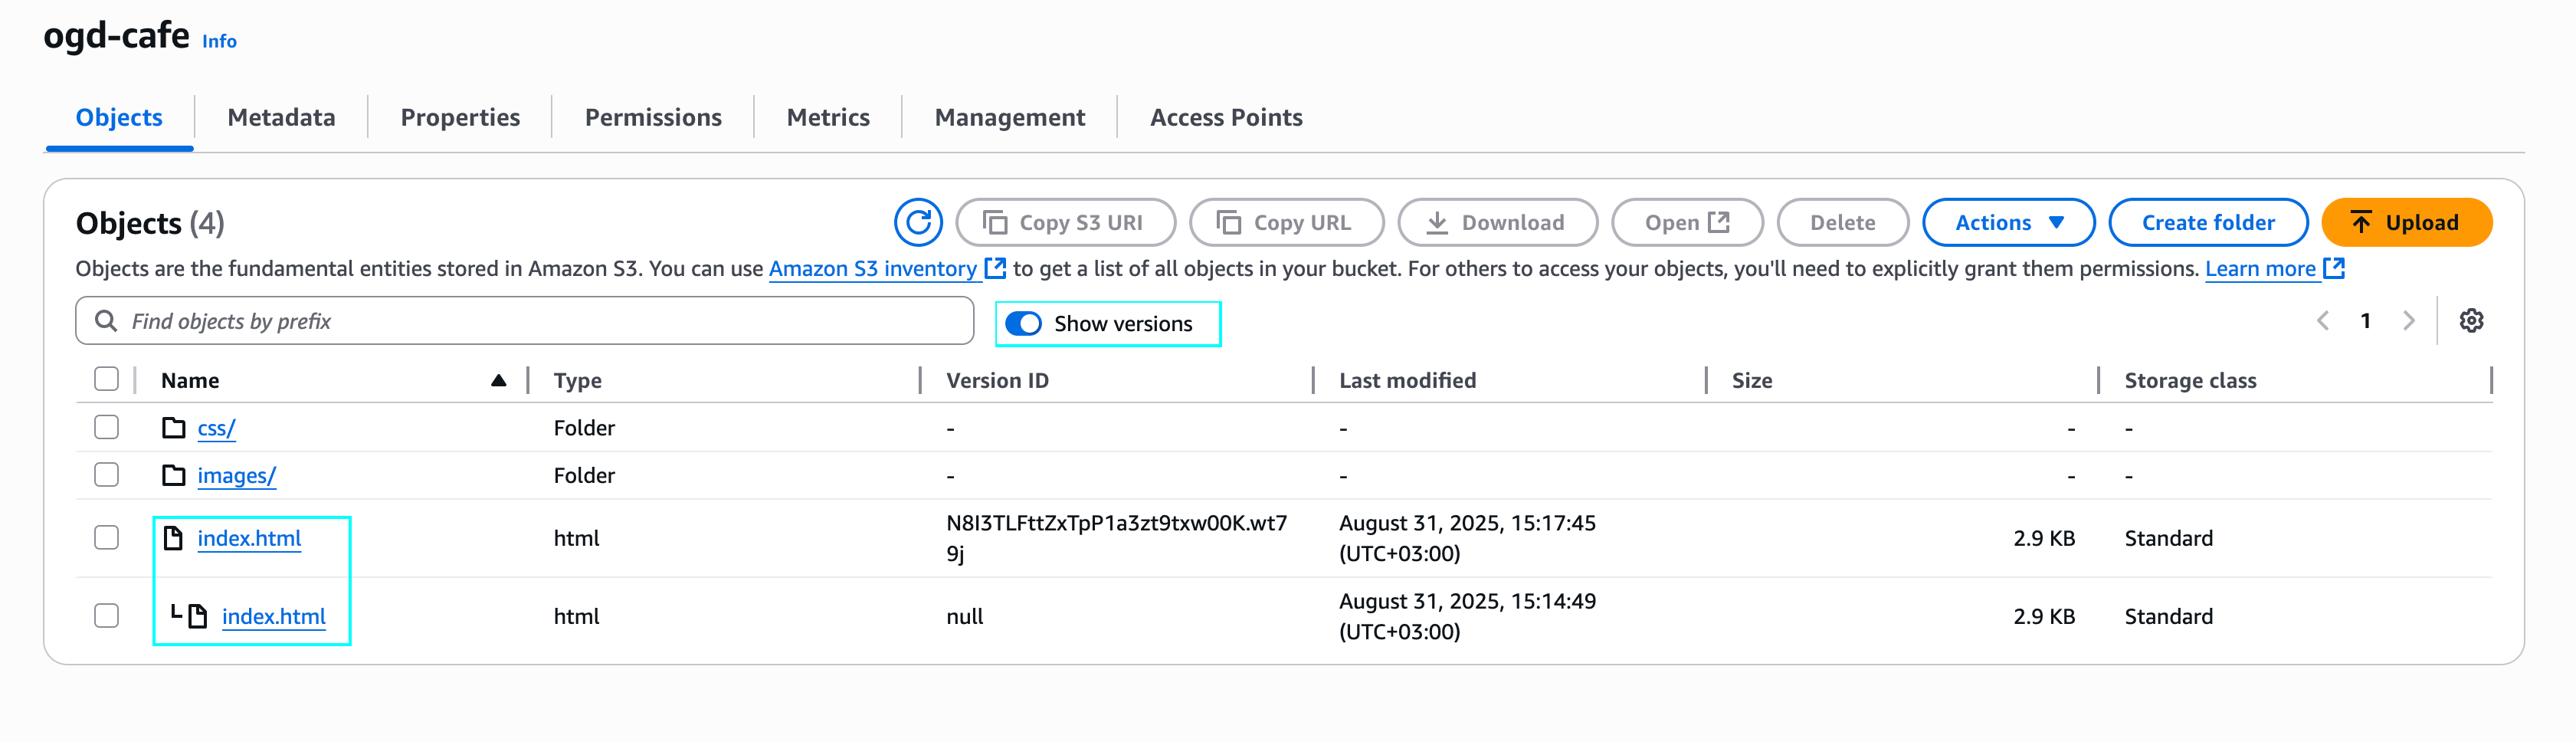 ogd-cafe Info
Objects Metadata Properties Permissions Metrics Management Access Points
Objects (4)
Copy S3 URI Copy URL Download Open Delete Actions Create folder Upload
Objects are the fundamental entities stored in Amazon S3. You can use Amazon S3 inventory to get a list of all objects in your bucket. For others to access your objects, you'll need to explicitly grant them permissions. Learn more
Find objects by prefix Show versions 1
Name Type Version ID Last modified Size Storage class
css/ Folder - - - -
images/ Folder - - - -
index.html html N8I3TLFttZxTpP1a3zt9txw00K.wt7 August 31, 2025, 15:17:45 2.9 KB Standard
9j (UTC+03:00)
index.html html null August 31, 2025, 15:14:49 2.9 KB Standard
(UTC+03:00)